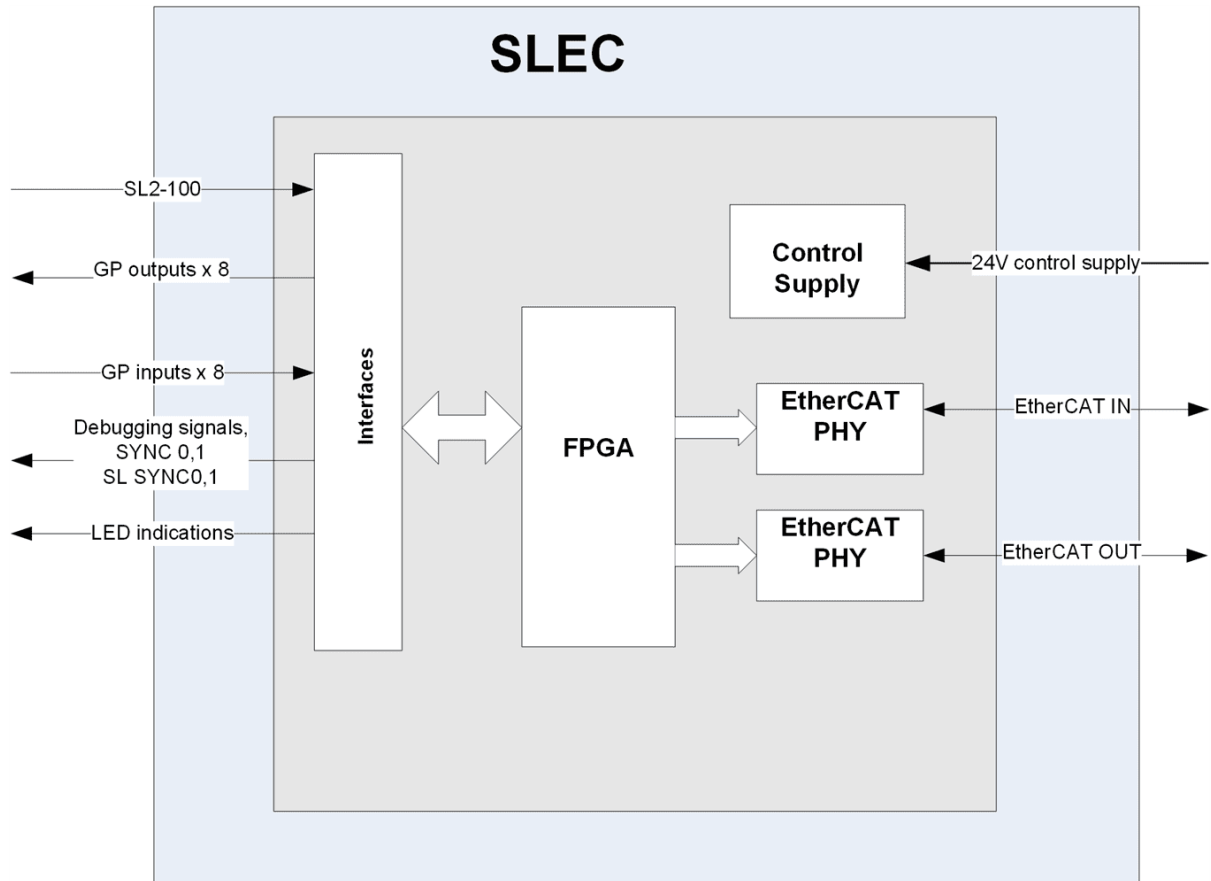 SLEC
SL2-100
GP outputs x 8
GP inputs x 8
Debugging signals,
SYNC 0,1
SL SYNC0,1
LED indications
Interfaces
FPGA
Control
Supply
24V control supply
EtherCAT
PHY
EtherCAT IN
EtherCAT
PHY
EtherCAT OUT